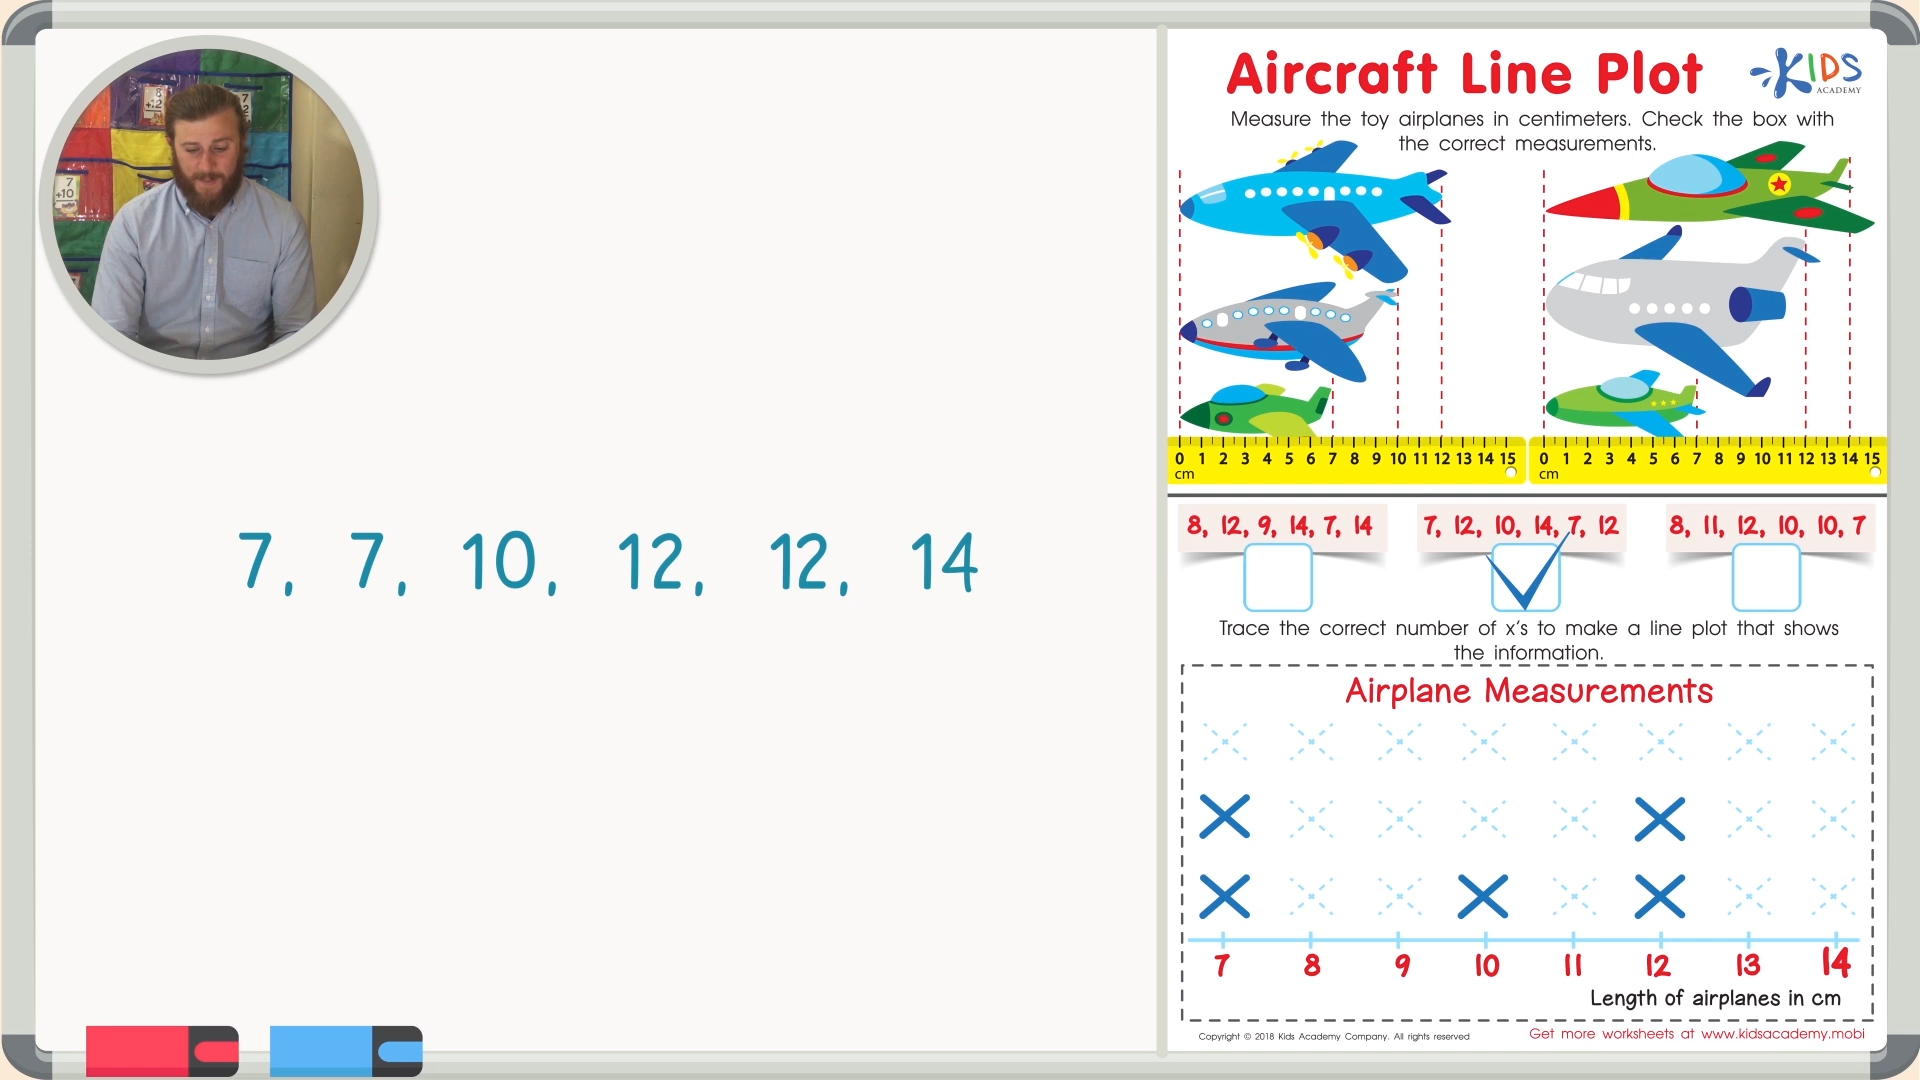 7, 7, 10, 12, 12, 14
Aircraft Line Plot
KIDS
ACADEMY
Measure the toy airplanes in centimeters. Check the box with
the correct measurements.
0 1 2 3 4 5 6 7 8 9 10 11 12 13 14 15
cm
0 1 2 3 4 5 6 7 8 9 10 11 12 13 14 15
cm
8, 12, 9, 14, 7, 14
7, 12, 10, 14, 7, 12
8, 11, 12, 10, 10, 7
Trace the correct number of x's to make a line plot that shows
the information.
Airplane Measurements
7 8 9 10 11 12 13 14
Length of airplanes in cm
Copyright © 2018 Kids Academy Company. All rights reserved
Get more worksheets at www.kidsacademy.mobi
7
+10